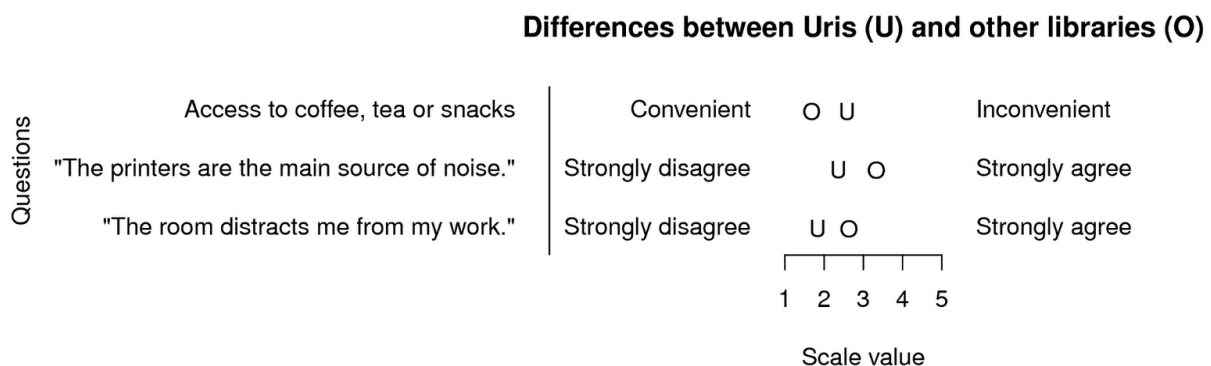 Differences between Uris (U) and other libraries (O)
Questions
Access to coffee, tea or snacks Convenient O U Inconvenient
"The printers are the main source of noise." Strongly disagree U O Strongly agree
"The room distracts me from my work." Strongly disagree U O Strongly agree
1 2 3 4 5
Scale value